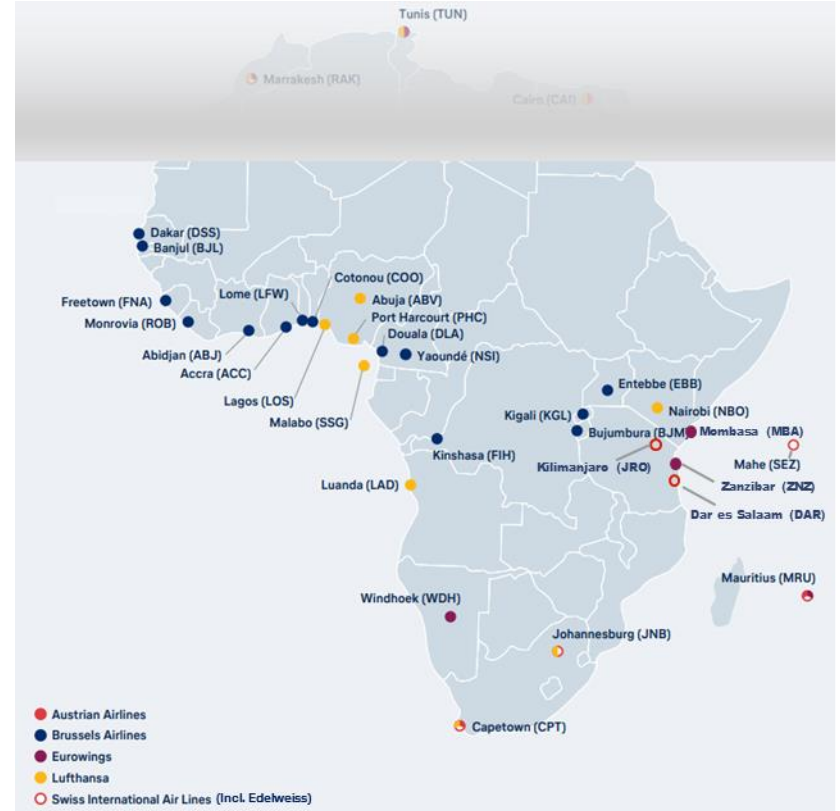 Tunis (TUN)
Marrakesh (RAK)
Cairo (CAI)
Dakar (DSS)
Banjul (BJL)
Cotonou (COO)
Lome (LFW)
Abuja (ABV)
Freetown (FNA)
Port Harcourt (PHC)
Monrovia (ROB)
Douala (DLA)
Abidjan (ABJ)
Yaoundé (NSI)
Accra (ACC)
Entebbe (EBB)
Lagos (LOS)
Nairobi (NBO)
Kigali (KGL)
Malabo (SSG)
Bujumbura (BJM)
Mombasa (MBA)
Kinshasa (FIH)
Kilimanjaro (JRO)
Mahe (SEZ)
Luanda (LAD)
Zanzibar (ZNZ)
Dar es Salaam (DAR)
Mauritius (MRU)
Windhoek (WDH)
Johannesburg (JNB)
Capetown (CPT)
Austrian Airlines
Brussels Airlines
Eurowings
Lufthansa
Swiss International Air Lines (Incl. Edelweiss)